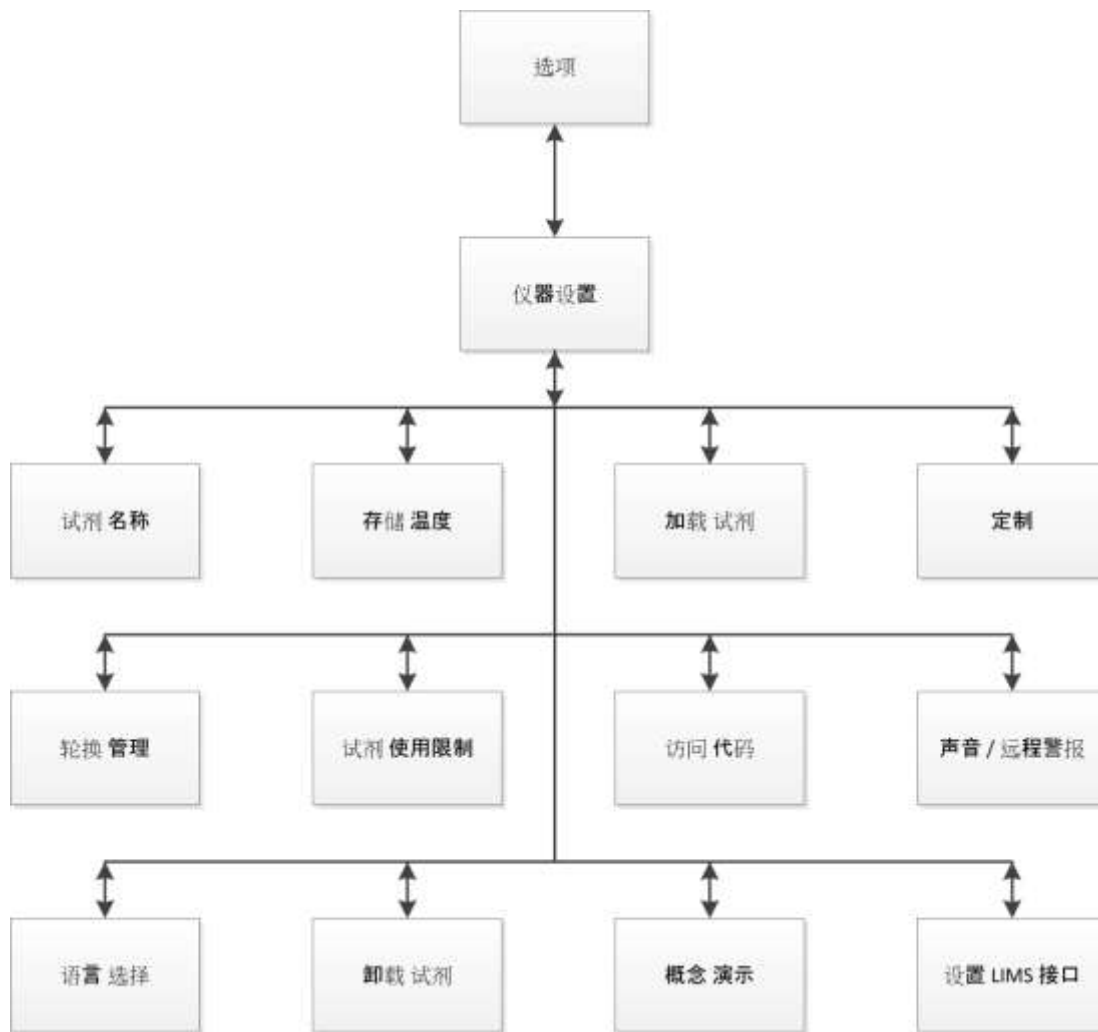 选项
仪器设置
试剂 名称
存储 温度
加载 试剂
定制
轮换 管理
试剂 使用限制
访问 代码
声音 / 远程警报
语言 选择
卸载 试剂
概念 演示
设置 LIMS 接口